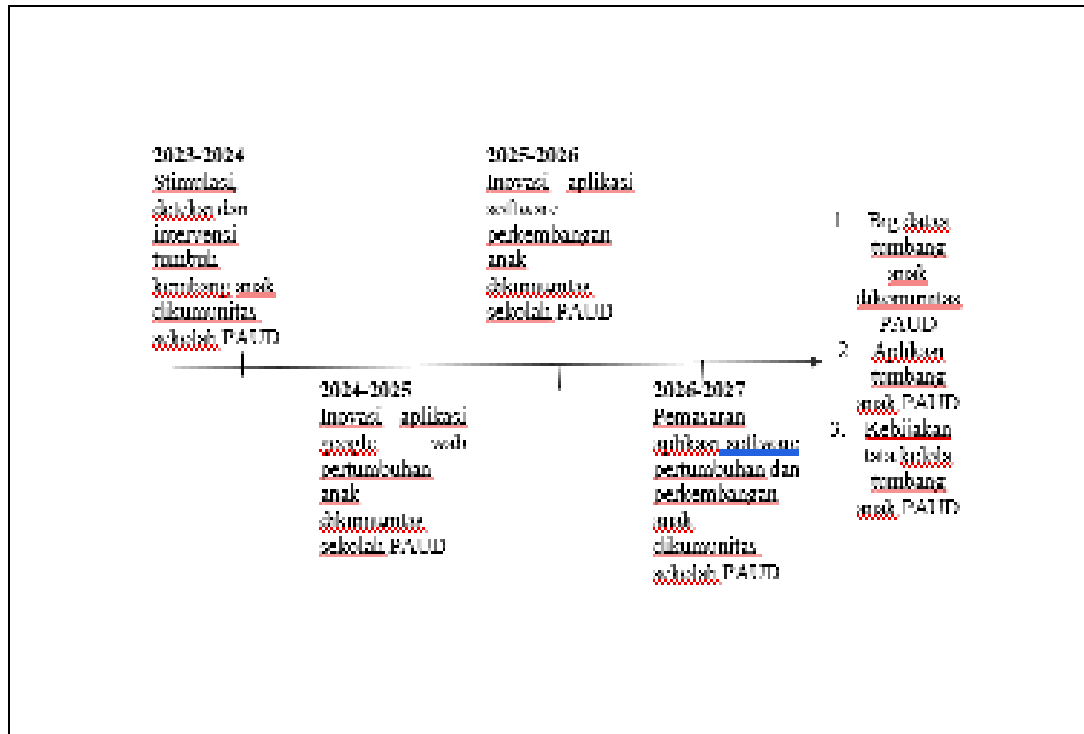 2023-2024
Stimulasi
deteksi dan
intervensi
tumbuh
kembang anak
dikomunitas
sekolah PAUD
2025-2026
Inovasi aplikasi
software
perkembangan
anak
dikomunitas
sekolah PAUD
2024-2025
Inovasi aplikasi
google web
pertumbuhan
anak
dikomunitas
sekolah PAUD
2026-2027
Pemasaran
aplikasi software
pertumbuhan dan
perkembangan
anak
dikomunitas
sekolah PAUD
1. Big datas
tumbang
anak
dikomunitas
PAUD
2. Aplikasi
tumbang
anak PAUD
3. Kebijakan
tata kelola
tumbang
anak PAUD